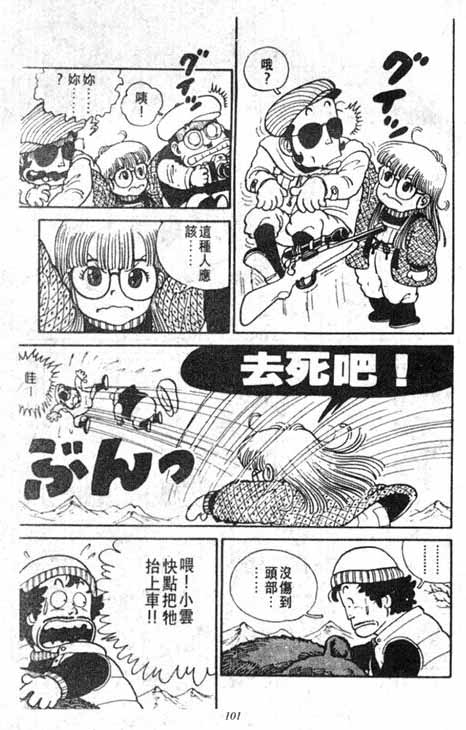 哦？
グイッ
グイッ
咦！
妳妳
……？
這種人應
該……
去死吧！
哇—
ぶんっ
……
沒傷到
頭部…
……
喂！小雲
快點把牠
抬上車！！
101